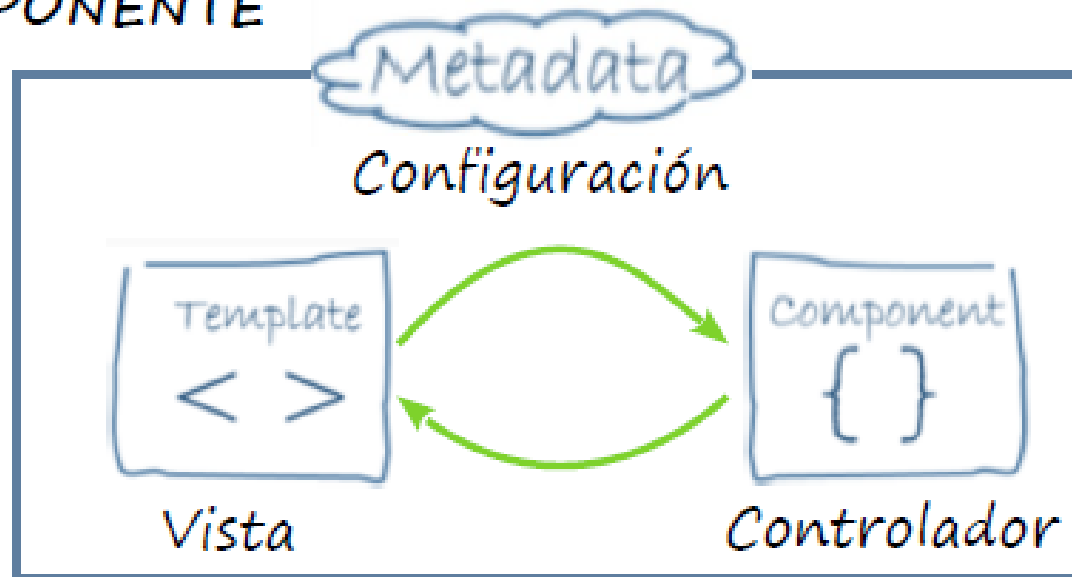 PONENTE
Metadata
Configuración
Template
< >
Component
{ }
Vista
Controlador